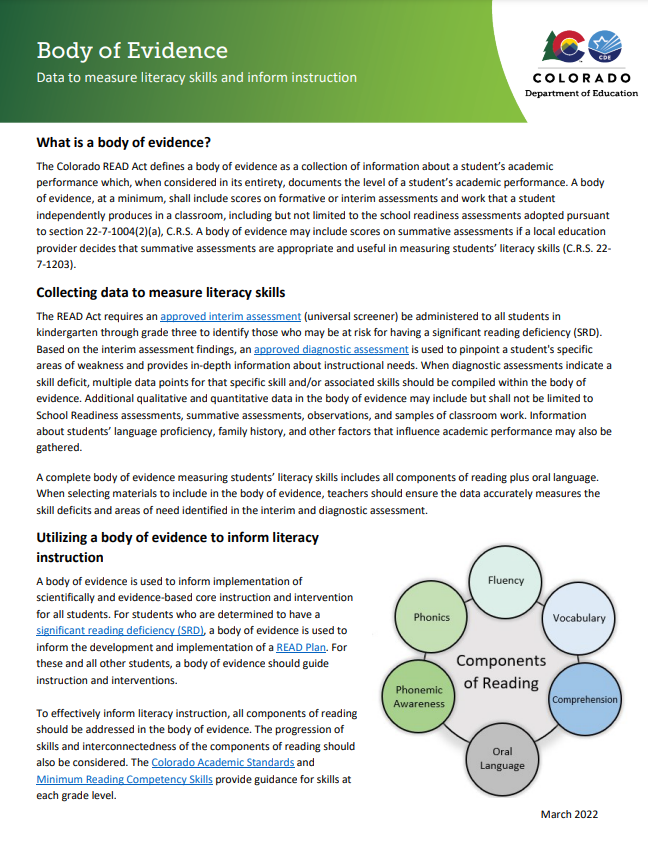 Body of Evidence
Data to measure literacy skills and inform instruction
CDE
COLORADO
Department of Education
What is a body of evidence?
The Colorado READ Act defines a body of evidence as a collection of information about a student’s academic
performance which, when considered in its entirety, documents the level of a student’s academic performance. A body
of evidence, at a minimum, shall include scores on formative or interim assessments and work that a student
independently produces in a classroom, including but not limited to the school readiness assessments adopted pursuant
to section 22-7-1004(2)(a), C.R.S. A body of evidence may include scores on summative assessments if a local education
provider decides that summative assessments are appropriate and useful in measuring students’ literacy skills (C.R.S. 22-
7-1203).
Collecting data to measure literacy skills
The READ Act requires an approved interim assessment (universal screener) be administered to all students in
kindergarten through grade three to identify those who may be at risk for having a significant reading deficiency (SRD).
Based on the interim assessment findings, an approved diagnostic assessment is used to pinpoint a student's specific
areas of weakness and provides in-depth information about instructional needs. When diagnostic assessments indicate a
skill deficit, multiple data points for that specific skill and/or associated skills should be compiled within the body of
evidence. Additional qualitative and quantitative data in the body of evidence may include but shall not be limited to
School Readiness assessments, summative assessments, observations, and samples of classroom work. Information
about students’ language proficiency, family history, and other factors that influence academic performance may also be
gathered.
A complete body of evidence measuring students’ literacy skills includes all components of reading plus oral language.
When selecting materials to include in the body of evidence, teachers should ensure the data accurately measures the
skill deficits and areas of need identified in the interim and diagnostic assessment.
Utilizing a body of evidence to inform literacy
instruction
A body of evidence is used to inform implementation of
scientifically and evidence-based core instruction and intervention
for all students. For students who are determined to have a
significant reading deficiency (SRD), a body of evidence is used to
inform the development and implementation of a READ Plan. For
these and all other students, a body of evidence should guide
instruction and interventions.
To effectively inform literacy instruction, all components of reading
should be addressed in the body of evidence. The progression of
skills and interconnectedness of the components of reading should
also be considered. The Colorado Academic Standards and
Minimum Reading Competency Skills provide guidance for skills at
each grade level.
Fluency
Phonics
Vocabulary
Components
of Reading
Phonemic
Awareness
Comprehension
Oral
Language
March 2022